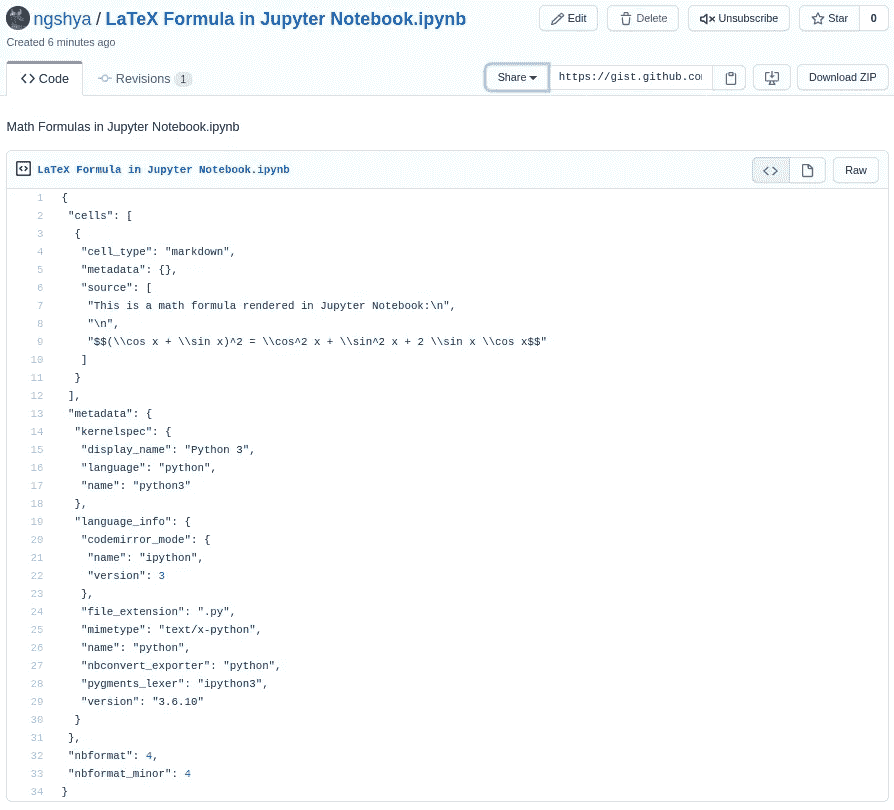 ngshya / LaTeX Formula in Jupyter Notebook.ipynb
Edit Delete Unsubscribe Star 0
Created 6 minutes ago
Code Revisions 1
Share https://gist.github.co Download ZIP
Math Formulas in Jupyter Notebook.ipynb
LaTeX Formula in Jupyter Notebook.ipynb
Raw
1 {
2 "cells": [
3 {
4 "cell_type": "markdown",
5 "metadata": {},
6 "source": [
7 "This is a math formula rendered in Jupyter Notebook:\n",
8 "\n",
9 "$$(\\cos x + \\sin x)^2 = \\cos^2 x + \\sin^2 x + 2 \\sin x \\cos x$$"
10 ]
11 }
12 ],
13 "metadata": {
14 "kernelspec": {
15 "display_name": "Python 3",
16 "language": "python",
17 "name": "python3"
18 },
19 "language_info": {
20 "codemirror_mode": {
21 "name": "ipython",
22 "version": 3
23 },
24 "file_extension": ".py",
25 "mimetype": "text/x-python",
26 "name": "python",
27 "nbconvert_exporter": "python",
28 "pygments_lexer": "ipython3",
29 "version": "3.6.10"
30 }
31 },
32 "nbformat": 4,
33 "nbformat_minor": 4
34 }